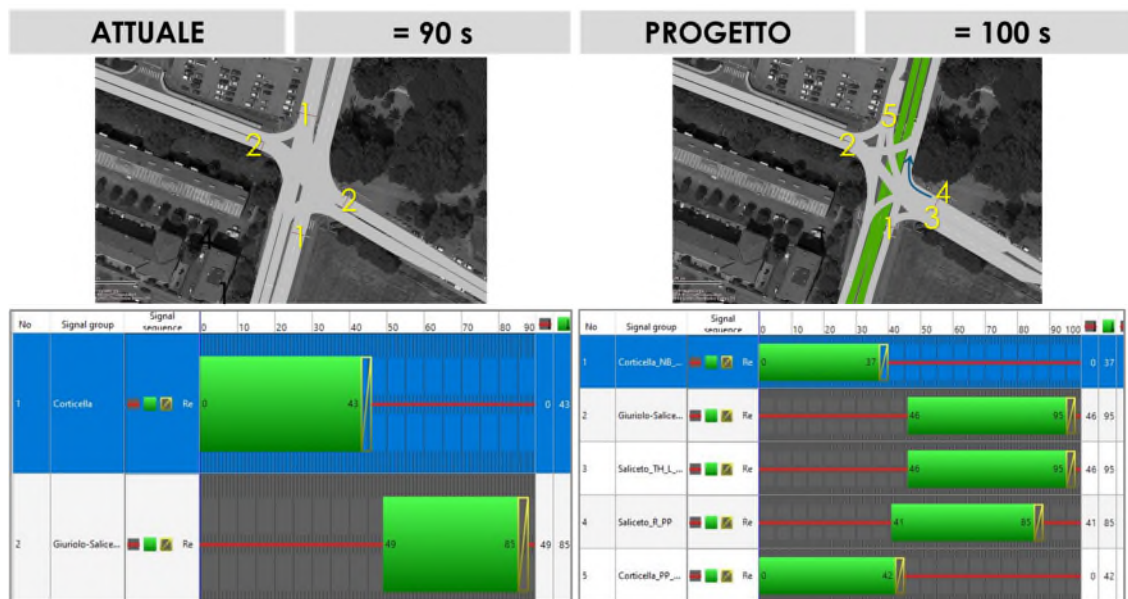 ATTUALE
= 90 s
PROGETTO
= 100 s
1
2
2
1
5
2
4
3
1
No Signal group Signal sequence 0 10 20 30 40 50 60 70 80 90
1 Corticella Re 0 43 0 43
2 Giuriolo-Salice... Re 49 85 49 85
No Signal group Signal sequence 0 10 20 30 40 50 60 70 80 90 100
1 Corticella_NB_... Re 0 37 0 37
2 Giuriolo-Salice... Re 46 95 46 95
3 Saliceto_TH_L_... Re 46 95 46 95
4 Saliceto_R_PP Re 41 85 41 85
5 Corticella_PP_... Re 0 42 0 42